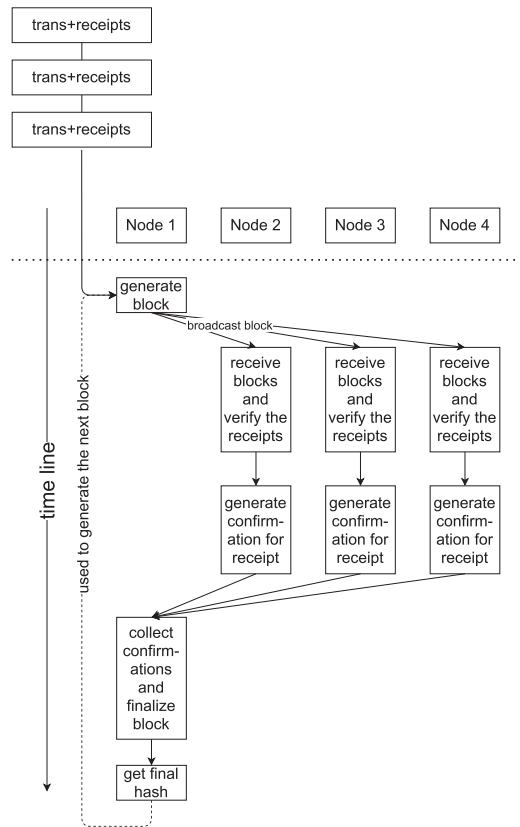 trans+receipts
trans+receipts
trans+receipts
Node 1
Node 2
Node 3
Node 4
generate
block
broadcast block
receive
blocks
and
verify the
receipts
receive
blocks
and
verify the
receipts
receive
blocks
and
verify the
receipts
time line
used to generate the next block
generate
confirm-
ation for
receipt
generate
confirm-
ation for
receipt
generate
confirm-
ation for
receipt
collect
confirm-
ations
and
finalize
block
get final
hash